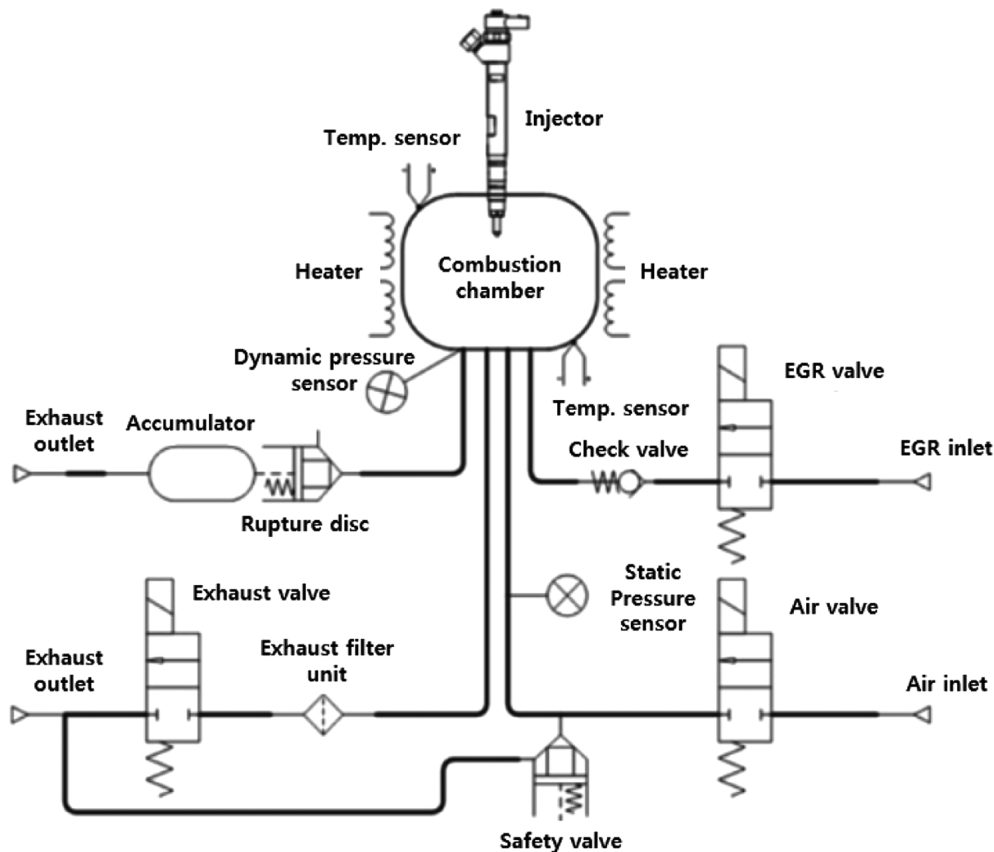 Injector
Temp. sensor
Heater
Combustion
chamber
Heater
Dynamic pressure
sensor
Temp. sensor
EGR valve
Exhaust
outlet
Accumulator
Check valve
EGR inlet
Rupture disc
Exhaust valve
Static
Pressure
sensor
Air valve
Exhaust
outlet
Exhaust filter
unit
Air inlet
Safety valve